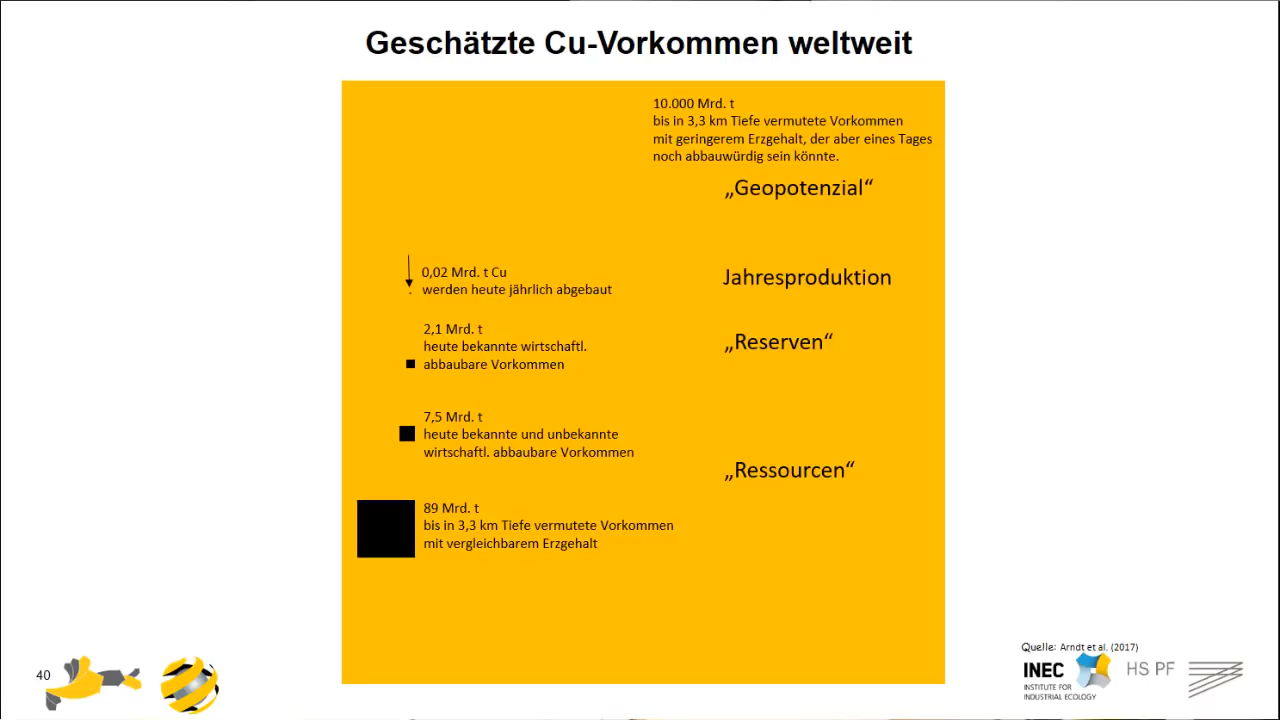 Geschätzte Cu-Vorkommen weltweit
10.000 Mrd. t
bis in 3,3 km Tiefe vermutete Vorkommen
mit geringerem Erzgehalt, der aber eines Tages
noch abbauwürdig sein könnte.
„Geopotenzial“
0,02 Mrd. t Cu
werden heute jährlich abgebaut
Jahresproduktion
2,1 Mrd. t
heute bekannte wirtschaftl.
abbaubare Vorkommen
„Reserven“
7,5 Mrd. t
heute bekannte und unbekannte
wirtschaftl. abbaubare Vorkommen
„Ressourcen“
89 Mrd. t
bis in 3,3 km Tiefe vermutete Vorkommen
mit vergleichbarem Erzgehalt
Quelle: Arndt et al. (2017)
40
INEC
INSTITUTE FOR
INDUSTRIAL ECOLOGY
HS PF